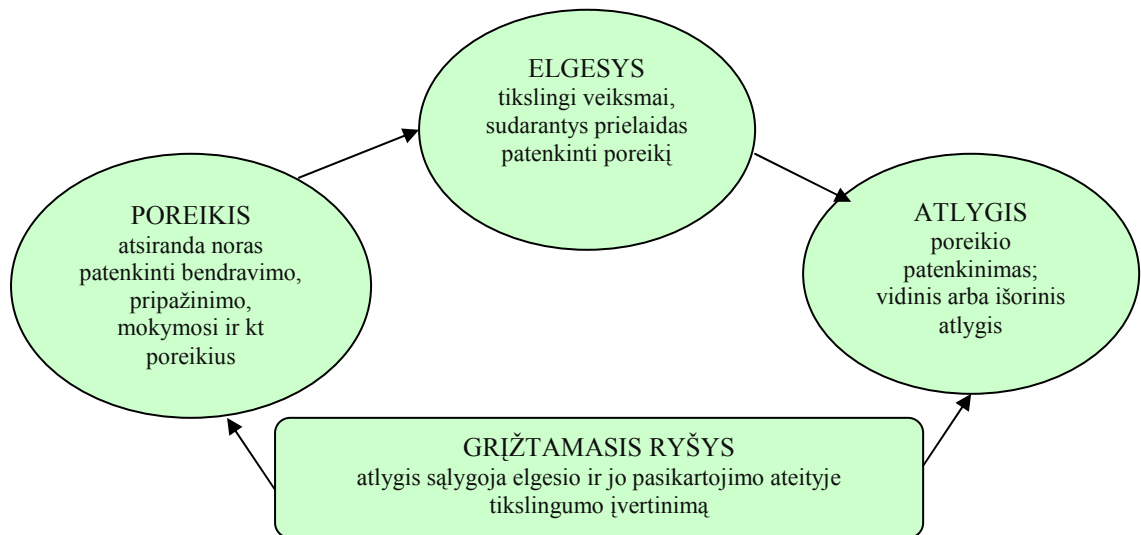 ELGESYS
tikslingi veiksmai,
sudarantys prielaidas
patenkinti poreikį
POREIKIS
atsiranda noras
patenkinti bendravimo,
pripažinimo,
mokymosi ir kt
poreikius
ATLYGIS
poreikio
patenkinimas;
vidinis arba išorinis
atlygis
GRĮŽTAMASIS RYŠYS
atlygis sąlygoja elgesio ir jo pasikartojimo ateityje
tikslingumo įvertinimą